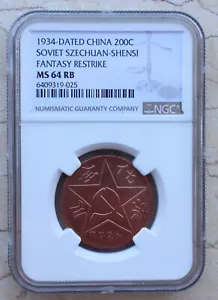 1934-DATED CHINA 200C
SOVIET SZECHUAN-SHENSI
FANTASY RESTRIKE
MS 64 RB
6409319-025
NUMISMATIC GUARANTY COMPANY
NGC